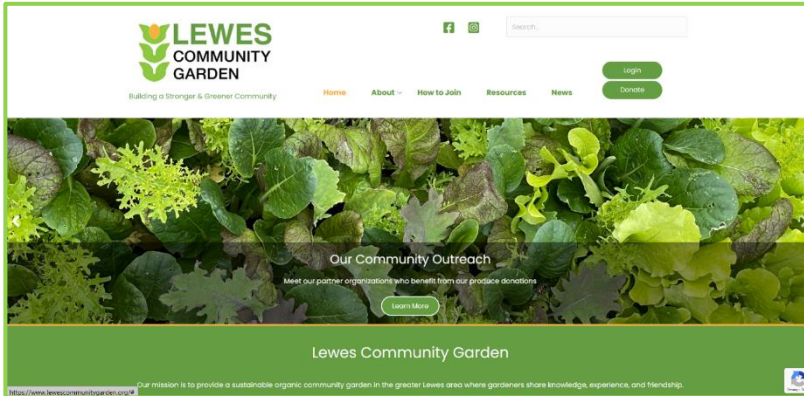 LEWES
COMMUNITY
GARDEN
Building a Stronger & Greener Community
Search...
Login
Donate
Home About How to Join Resources News
Our Community Outreach
Meet our partner organizations who benefit from our produce donations
Learn More
Lewes Community Garden
Our mission is to provide a sustainable organic community garden in the greater Lewes area where gardeners share knowledge, experience, and friendship.
https://www.lewescommunitygarden.org/#